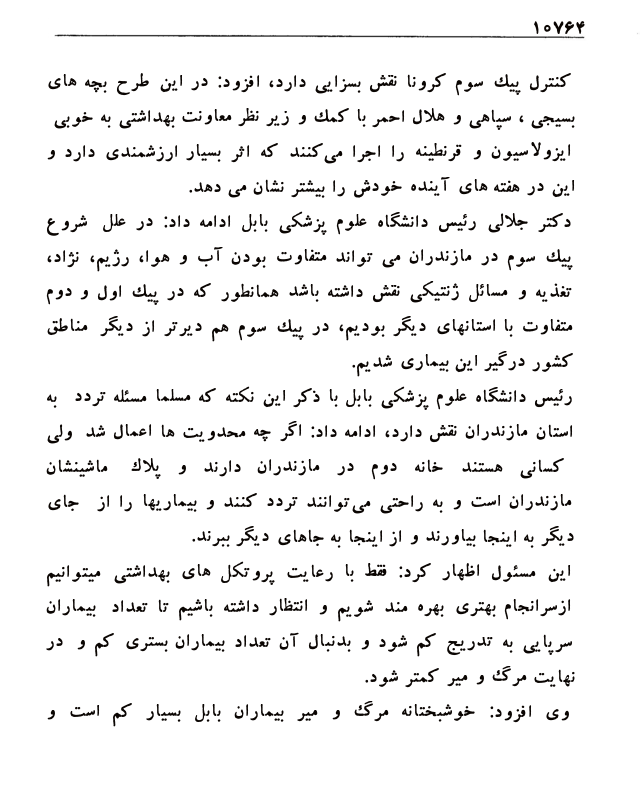 ۱۰۷۶۴
کنترل پیك سوم کرونا نقش بسزایی دارد، افزود: در این طرح بچه های
بسیجی ، سپاهی و هلال احمر با کمك و زیر نظر معاونت بهداشتی به خوبی
ایزولاسیون و قرنطینه را اجرا می‌کنند که اثر بسیار ارزشمندی دارد و
این در هفته های آینده خودش را بیشتر نشان می دهد.
دکتر جلالی رئیس دانشگاه علوم پزشکی بابل ادامه داد: در علل شروع
پیك سوم در مازندران می تواند متفاوت بودن آب و هوا، رژیم، نژاد،
تغذیه و مسائل ژنتیکی نقش داشته باشد همانطور که در پیك اول و دوم
متفاوت با استانهای دیگر بودیم، در پیك سوم هم دیرتر از دیگر مناطق
کشور درگیر این بیماری شدیم.
رئیس دانشگاه علوم پزشکی بابل با ذکر این نکته که مسلما مسئله تردد به
استان مازندران نقش دارد، ادامه داد: اگر چه محدویت ها اعمال شد ولی
کسانی هستند خانه دوم در مازندران دارند و پلاك ماشینشان
مازندران است و به راحتی می‌توانند تردد کنند و بیماریها را از جای
دیگر به اینجا بیاورند و از اینجا به جاهای دیگر ببرند.
این مسئول اظهار کرد: فقط با رعایت پروتکل های بهداشتی میتوانیم
ازسرانجام بهتری بهره مند شویم و انتظار داشته باشیم تا تعداد بیماران
سرپایی به تدریج کم شود و بدنبال آن تعداد بیماران بستری کم و در
نهایت مرگ و میر کمتر شود.
وی افزود: خوشبختانه مرگ و میر بیماران بابل بسیار کم است و